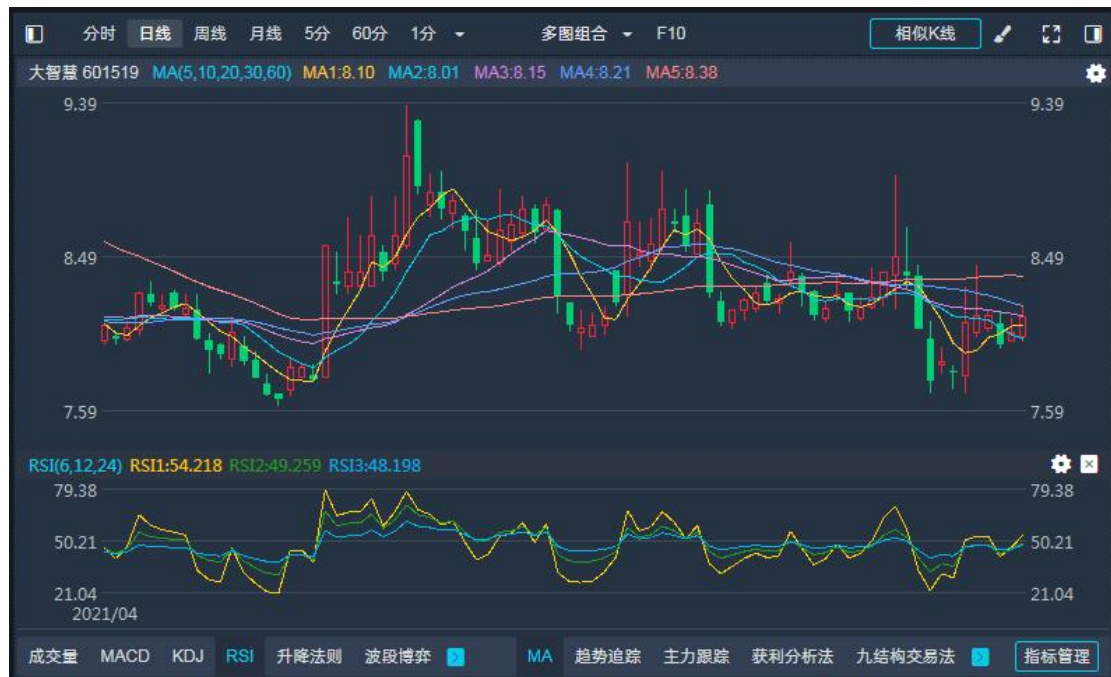 分时 日线 周线 月线 5分 60分 1分 多图组合 F10 相似K线
大智慧 601519 MA(5,10,20,30,60) MA1:8.10 MA2:8.01 MA3:8.15 MA4:8.21 MA5:8.38
9.39 9.39
8.49 8.49
7.59 7.59
RSI(6,12,24) RSI1:54.218 RSI2:49.259 RSI3:48.198
79.38 79.38
50.21 50.21
21.04 21.04
2021/04
成交量 MACD KDJ RSI 升降法则 波段博弈 MA 趋势追踪 主力跟踪 获利分析法 九结构交易法 指标管理